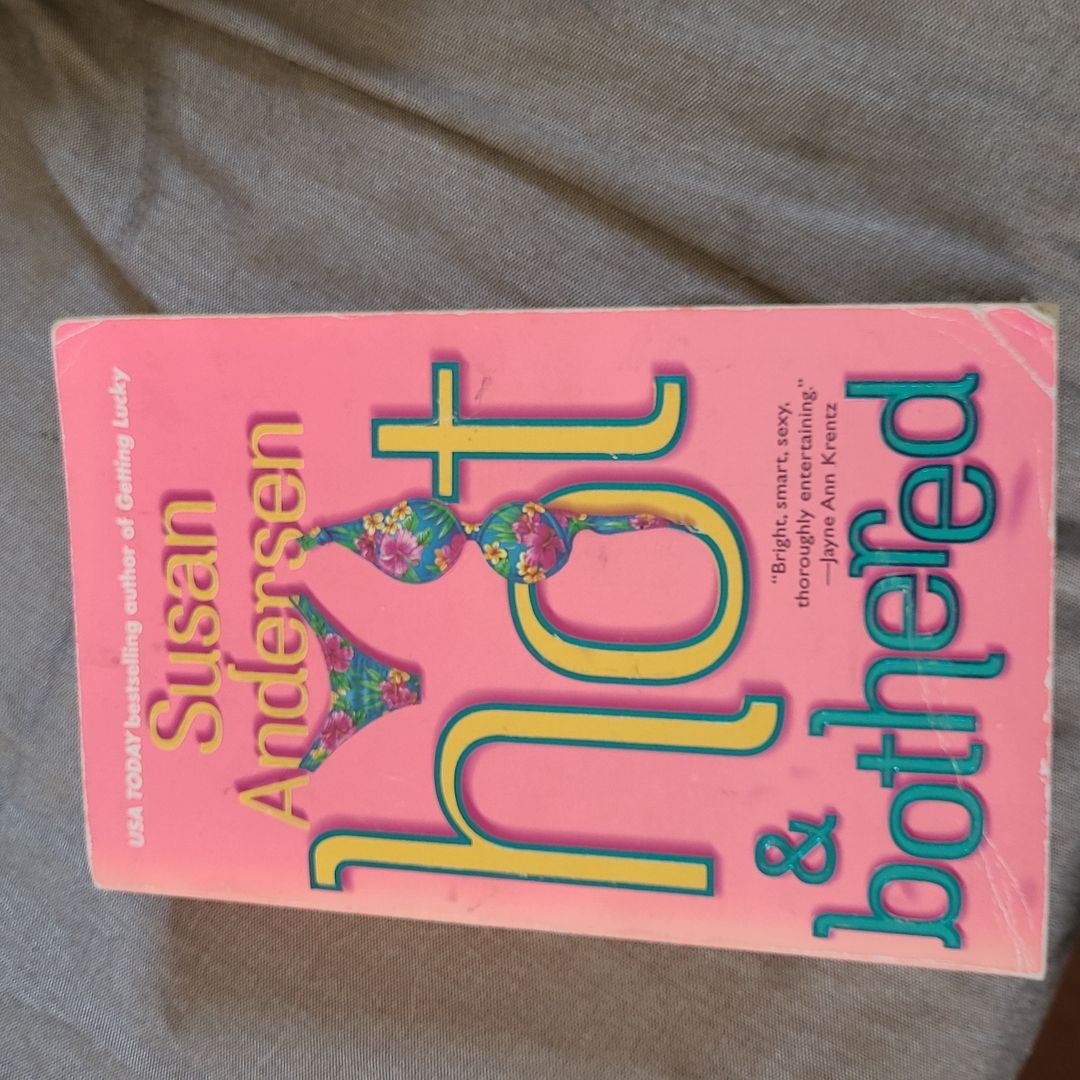 USA TODAY bestselling author of Getting Lucky
Susan
Andersen
hot
"Bright, smart, sexy,
thoroughly entertaining."
—Jayne Ann Krentz
&
bothered